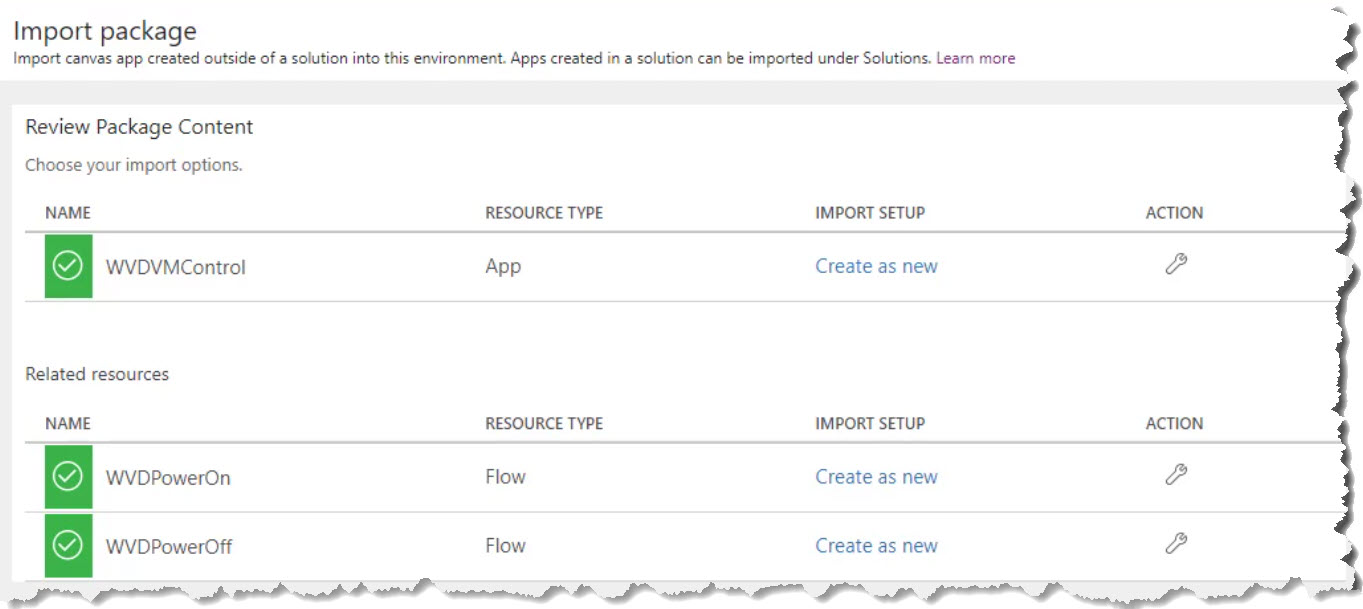 Import package
Import canvas app created outside of a solution into this environment. Apps created in a solution can be imported under Solutions. Learn more
Review Package Content
Choose your import options.
NAME RESOURCE TYPE IMPORT SETUP ACTION
WVDVMControl App Create as new
Related resources
NAME RESOURCE TYPE IMPORT SETUP ACTION
WVDPowerOn Flow Create as new
WVDPowerOff Flow Create as new